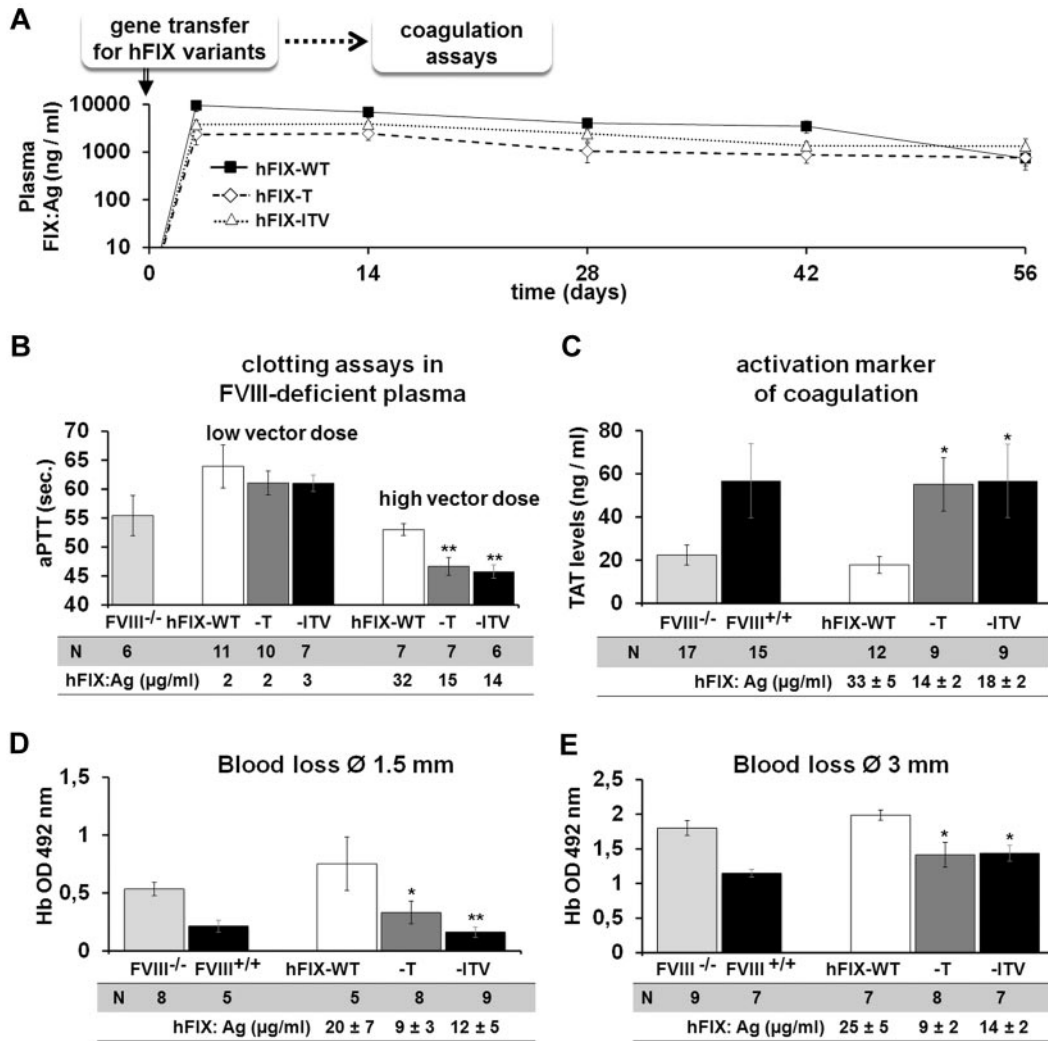 A
gene transfer
for hFIX variants
coagulation
assays
Plasma
FIX:Ag (ng / ml)
10000
1000
100
10
hFIX-WT
hFIX-T
hFIX-ITV
0 14 28 42 56
time (days)
B
clotting assays in
FVIII-deficient plasma
aPTT (sec.)
70
65
60
55
50
45
40
low vector dose
high vector dose
** **
FVIII-/- hFIX-WT -T -ITV hFIX-WT -T -ITV
N 6 11 10 7 7 7 6
hFIX:Ag (µg/ml) 2 2 3 32 15 14
C
activation marker
of coagulation
TAT levels (ng / ml)
80
60
40
20
0
* *
FVIII-/- FVIII+/+ hFIX-WT -T -ITV
N 17 15 12 9 9
hFIX: Ag (µg/ml) 33 ± 5 14 ± 2 18 ± 2
D
Blood loss Ø 1.5 mm
Hb OD 492 nm
1,5
1
0,5
0
* **
FVIII-/- FVIII+/+ hFIX-WT -T -ITV
N 8 5 5 8 9
hFIX: Ag (µg/ml) 20 ± 7 9 ± 3 12 ± 5
E
Blood loss Ø 3 mm
Hb OD 492 nm
2,5
2
1,5
1
0,5
0
* *
FVIII-/- FVIII+/+ hFIX-WT -T -ITV
N 9 7 7 8 7
hFIX: Ag (µg/ml) 25 ± 5 9 ± 2 14 ± 2